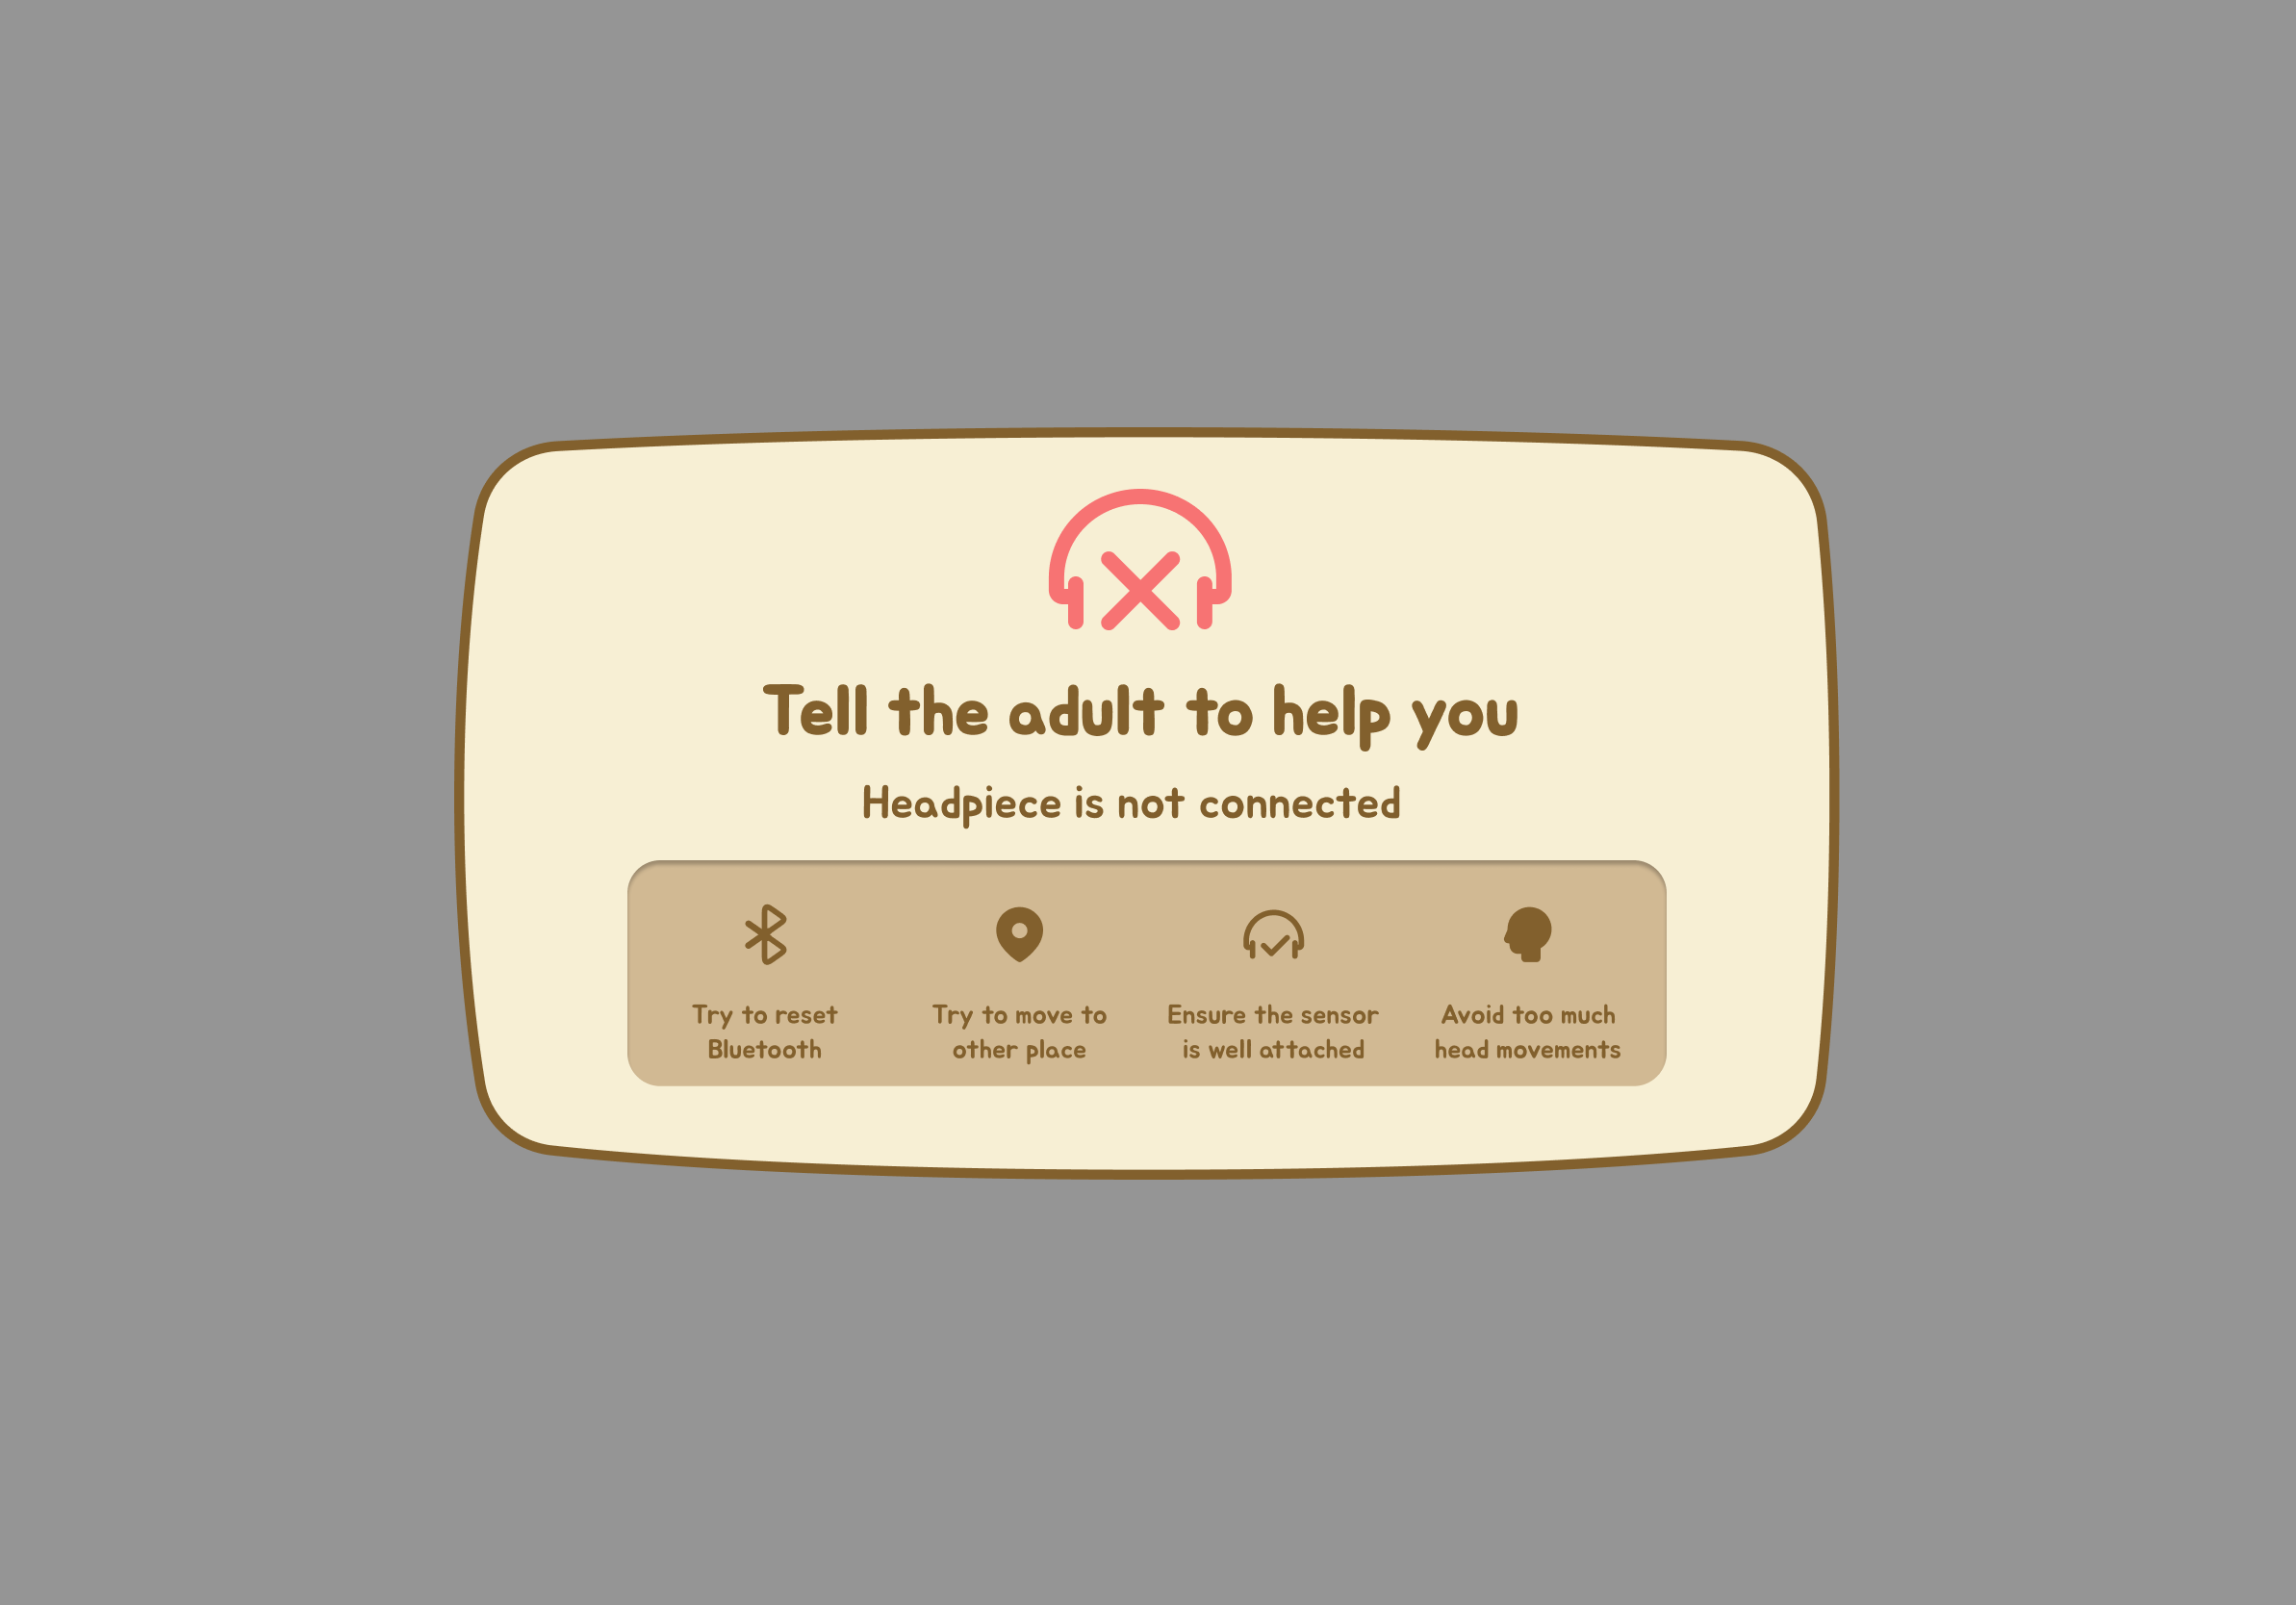 Tell the adult to help you
Headpiece is not connected
Try to reset
Bluetooth
Try to move to
other place
Ensure the sensor
is well attached
Avoid too much
head movements